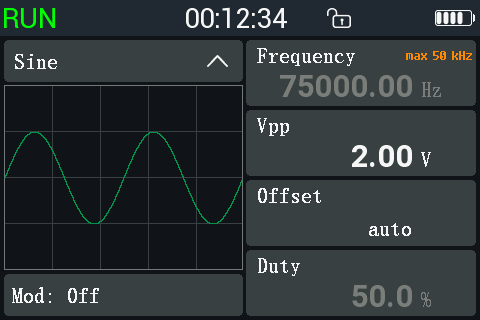 RUN 00:12:34
Sine
Frequency max 50 kHz
75000.00 Hz
Vpp
2.00 V
Offset
auto
Duty
50.0 %
Mod: Off